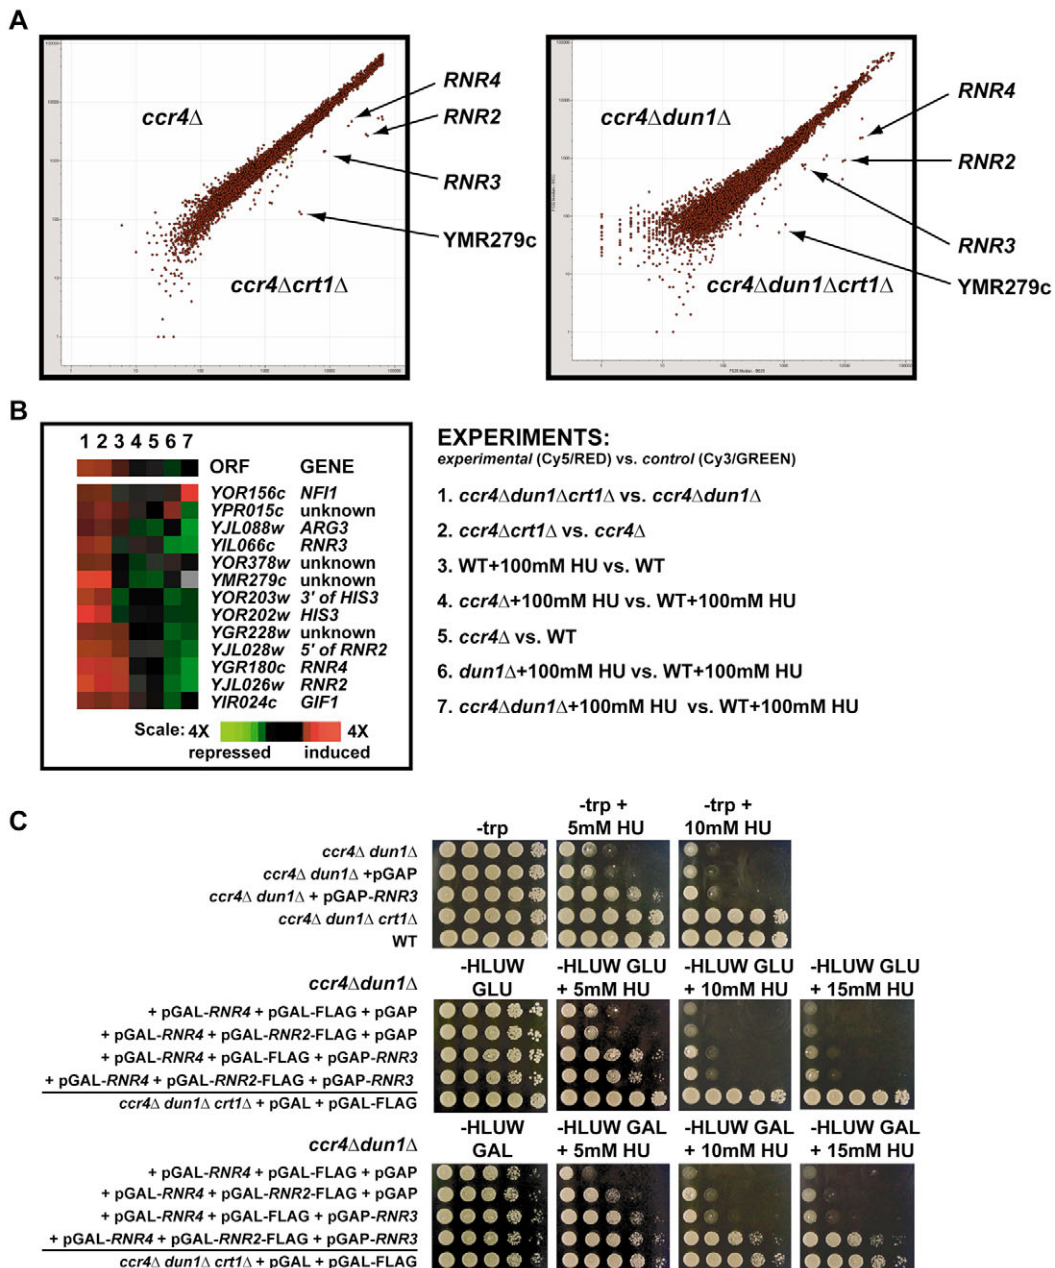 A
ccr4Δ
RNR4
RNR2
RNR3
YMR279c
ccr4Δcrt1Δ
ccr4Δdun1Δ
RNR4
RNR2
RNR3
YMR279c
ccr4Δdun1Δcrt1Δ
B
1 2 3 4 5 6 7
ORF GENE
YOR156c NFI1
YPR015c unknown
YJL088w ARG3
YIL066c RNR3
YOR378w unknown
YMR279c unknown
YOR203w 3' of HIS3
YOR202w HIS3
YGR228w unknown
YJL028w 5' of RNR2
YGR180c RNR4
YJL026w RNR2
YIR024c GIF1
Scale: 4X 4X
repressed induced
EXPERIMENTS:
experimental (Cy5/RED) vs. control (Cy3/GREEN)
1. ccr4Δdun1Δcrt1Δ vs. ccr4Δdun1Δ
2. ccr4Δcrt1Δ vs. ccr4Δ
3. WT+100mM HU vs. WT
4. ccr4Δ+100mM HU vs. WT+100mM HU
5. ccr4Δ vs. WT
6. dun1Δ+100mM HU vs. WT+100mM HU
7. ccr4Δdun1Δ+100mM HU vs. WT+100mM HU
C
-trp
-trp +
5mM HU
-trp +
10mM HU
ccr4Δ dun1Δ
ccr4Δ dun1Δ +pGAP
ccr4Δ dun1Δ + pGAP-RNR3
ccr4Δ dun1Δ crt1Δ
WT
ccr4Δdun1Δ
-HLUW
GLU
-HLUW GLU
+ 5mM HU
-HLUW GLU
+ 10mM HU
-HLUW GLU
+ 15mM HU
+ pGAL-RNR4 + pGAL-FLAG + pGAP
+ pGAL-RNR4 + pGAL-RNR2-FLAG + pGAP
+ pGAL-RNR4 + pGAL-FLAG + pGAP-RNR3
+ pGAL-RNR4 + pGAL-RNR2-FLAG + pGAP-RNR3
ccr4Δ dun1Δ crt1Δ + pGAL + pGAL-FLAG
ccr4Δdun1Δ
-HLUW
GAL
-HLUW GAL
+ 5mM HU
-HLUW GAL
+ 10mM HU
-HLUW GAL
+ 15mM HU
+ pGAL-RNR4 + pGAL-FLAG + pGAP
+ pGAL-RNR4 + pGAL-RNR2-FLAG + pGAP
+ pGAL-RNR4 + pGAL-FLAG + pGAP-RNR3
+ pGAL-RNR4 + pGAL-RNR2-FLAG + pGAP-RNR3
ccr4Δ dun1Δ crt1Δ + pGAL + pGAL-FLAG